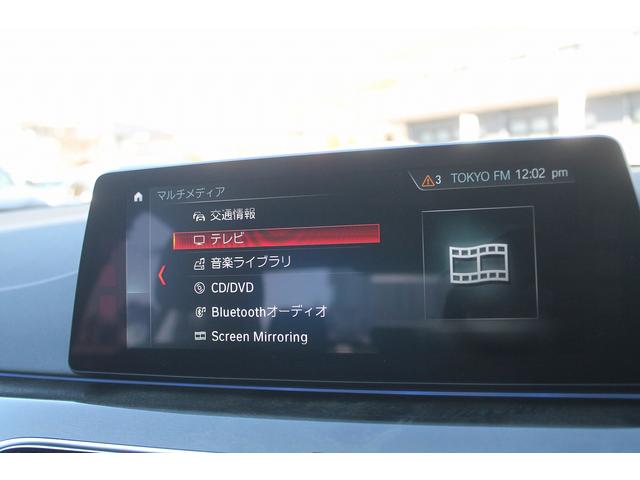 マルチメディア
3 TOKYO FM 12:02 pm
交通情報
テレビ
音楽ライブラリ
CD/DVD
Bluetoothオーディオ
Screen Mirroring